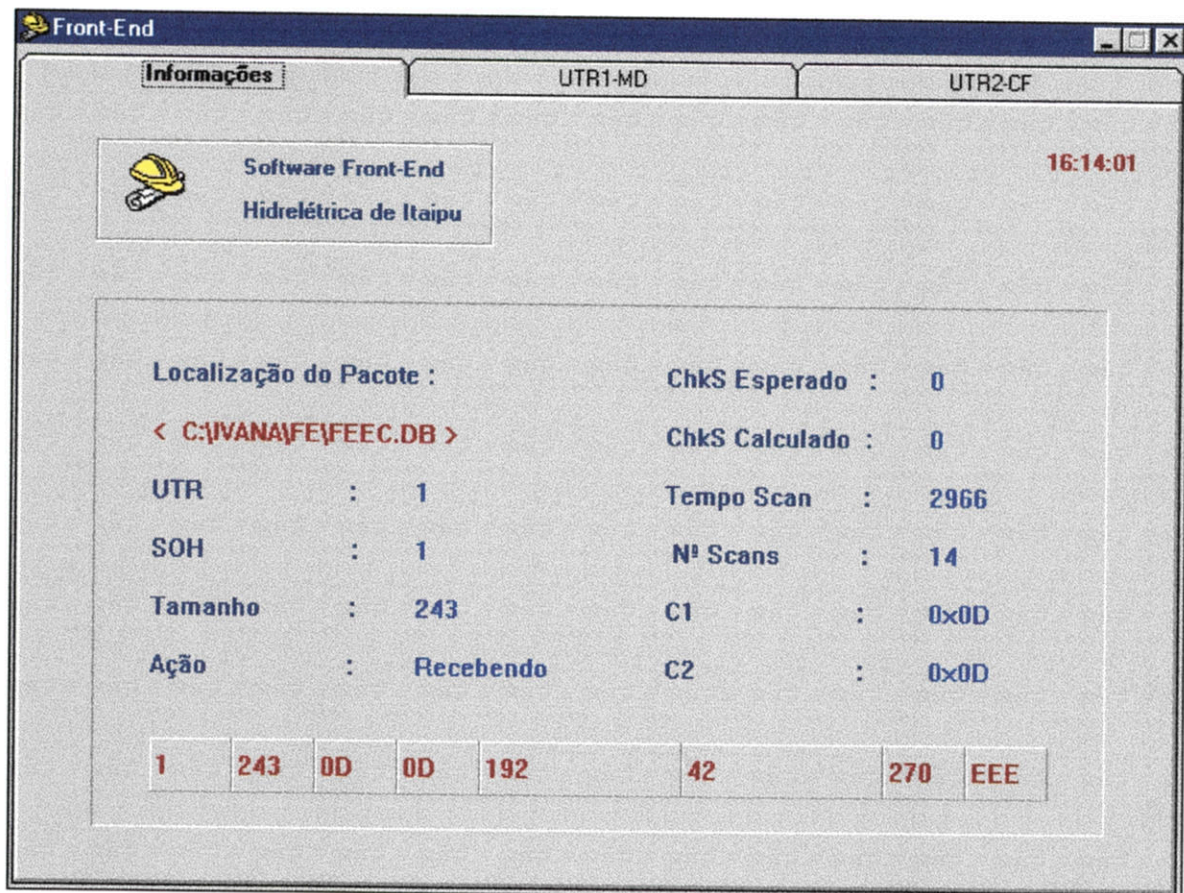 Front-End
Informações UTR1-MD UTR2-CF
Software Front-End
Hidrelétrica de Itaipu
16:14:01
Localização do Pacote :
< C:\IVANA\FE\FEEC.DB >
UTR : 1
SOH : 1
Tamanho : 243
Ação : Recebendo
ChkS Esperado : 0
ChkS Calculado : 0
Tempo Scan : 2966
Nº Scans : 14
C1 : 0x0D
C2 : 0x0D
1 243 0D 0D 192 42 270 EEE